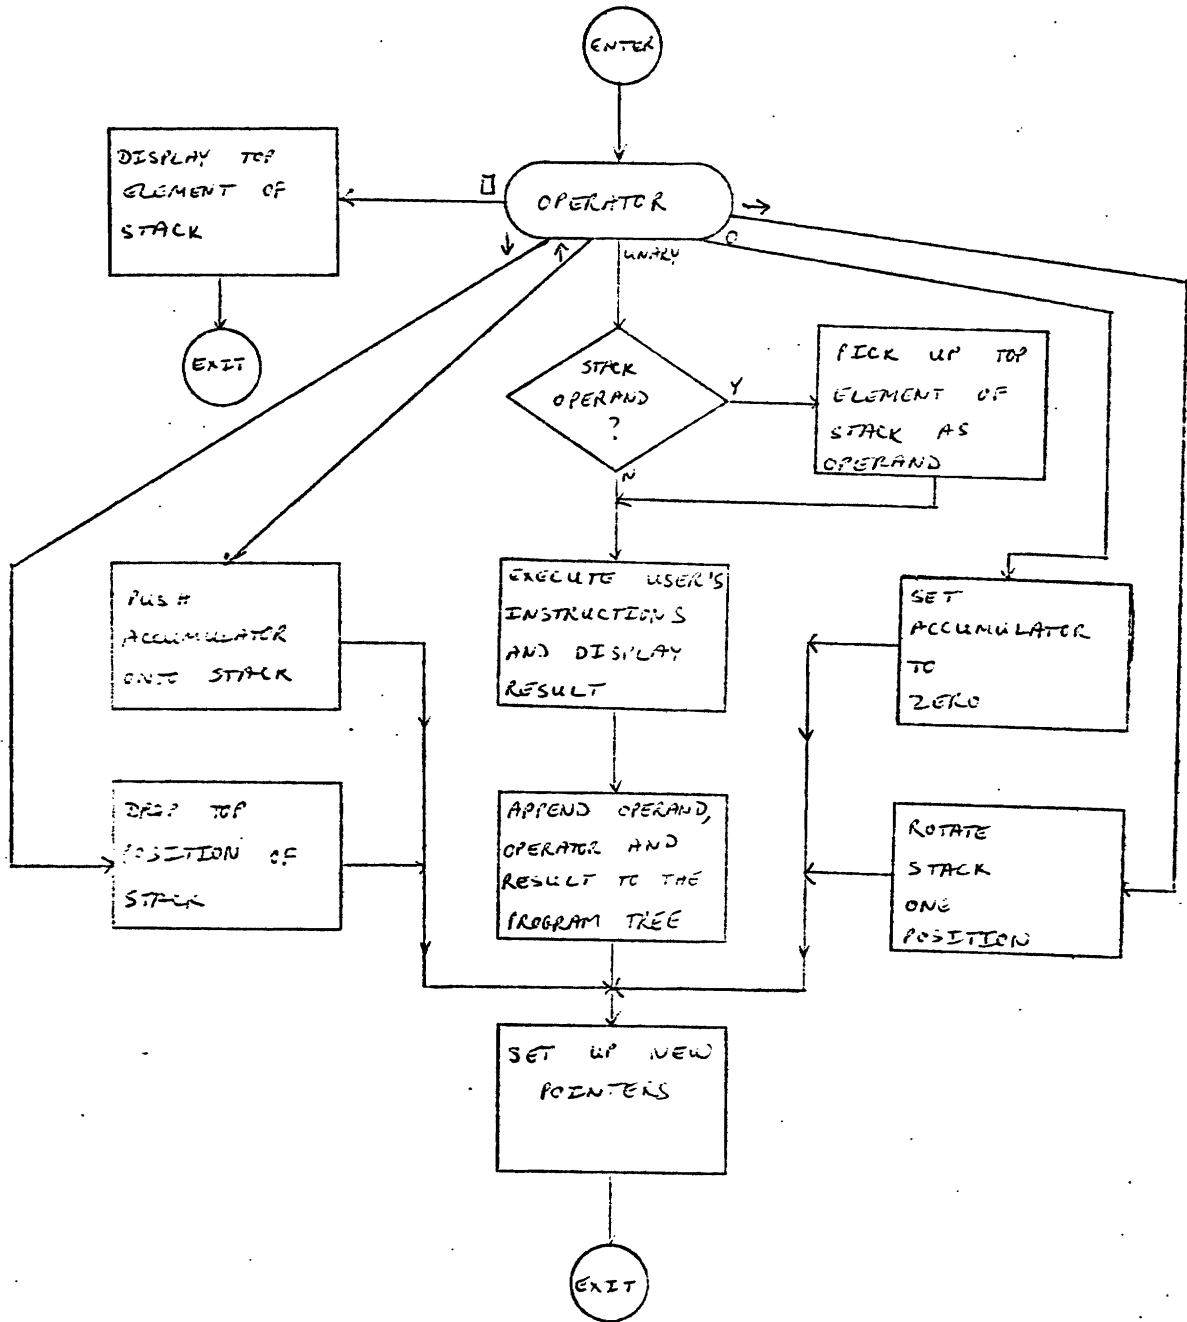 ENTER
DISPLAY TOP
ELEMENT OF
STACK
OPERATOR
UNARY
O
EXIT
STACK
OPERAND
?
Y
N
PICK UP TOP
ELEMENT OF
STACK AS
OPERAND
PUSH
ACCUMULATOR
ONTO STACK
EXECUTE USER'S
INSTRUCTIONS
AND DISPLAY
RESULT
SET
ACCUMULATOR
TO
ZERO
DROP TOP
POSITION OF
STACK
APPEND OPERAND,
OPERATOR AND
RESULT TO THE
PROGRAM TREE
ROTATE
STACK
ONE
POSITION
SET UP NEW
POINTERS
EXIT